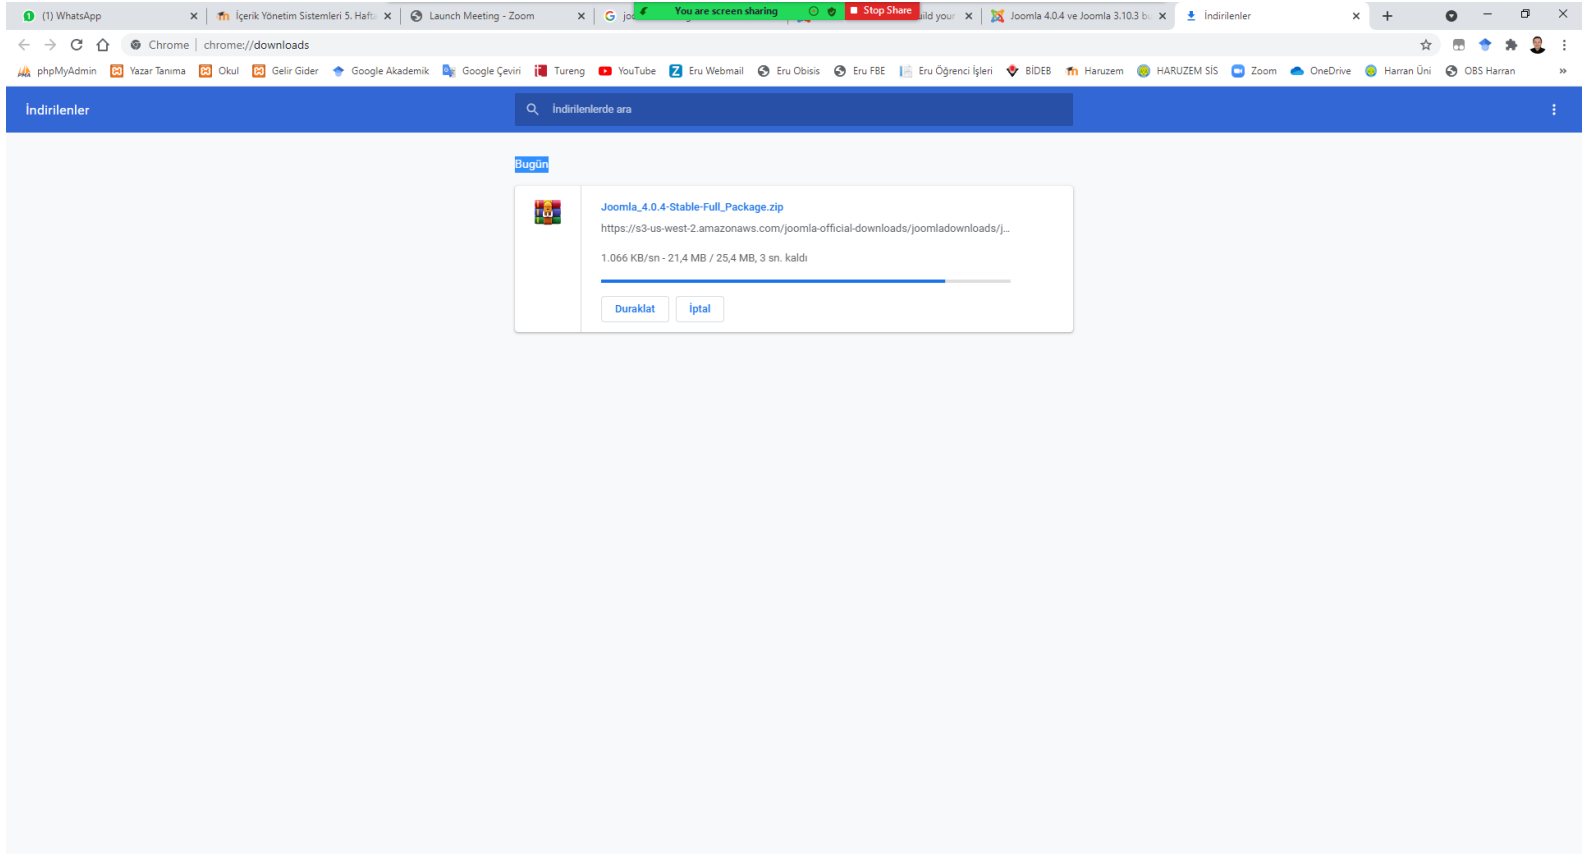 (1) WhatsApp
İçerik Yönetim Sistemleri 5. Hafta
Launch Meeting - Zoom
You are screen sharing
Stop Share
uild your
Joomla 4.0.4 ve Joomla 3.10.3 bu
İndirilenler
Chrome | chrome://downloads
phpMyAdmin Yazar Tanıma Okul Gelir Gider Google Akademik Google Çeviri Tureng YouTube Eru Webmail Eru Obisis Eru FBE Eru Öğrenci İşleri BİDEB Haruzem HARUZEM SİS Zoom OneDrive Harran Üni OBS Harran »
İndirilenler
İndirilenlerde ara
Bugün
Joomla_4.0.4-Stable-Full_Package.zip
https://s3-us-west-2.amazonaws.com/joomla-official-downloads/joomladownloads/j...
1.066 KB/sn - 21,4 MB / 25,4 MB, 3 sn. kaldı
Duraklat
İptal